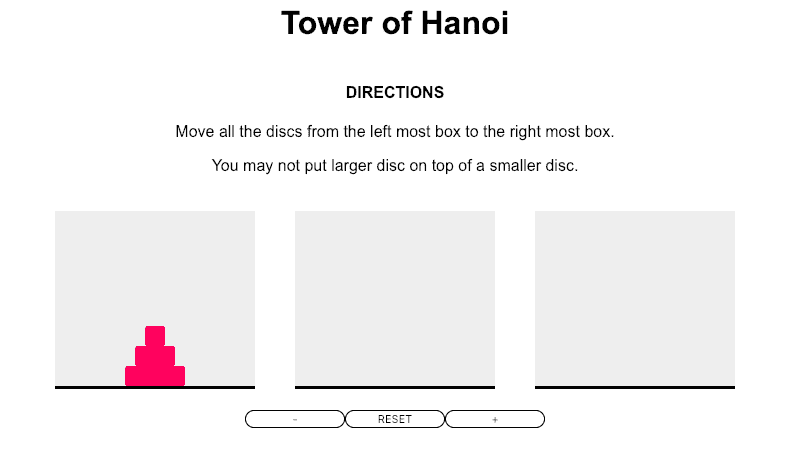 Tower of Hanoi
DIRECTIONS
Move all the discs from the left most box to the right most box.
You may not put larger disc on top of a smaller disc.
- RESET +